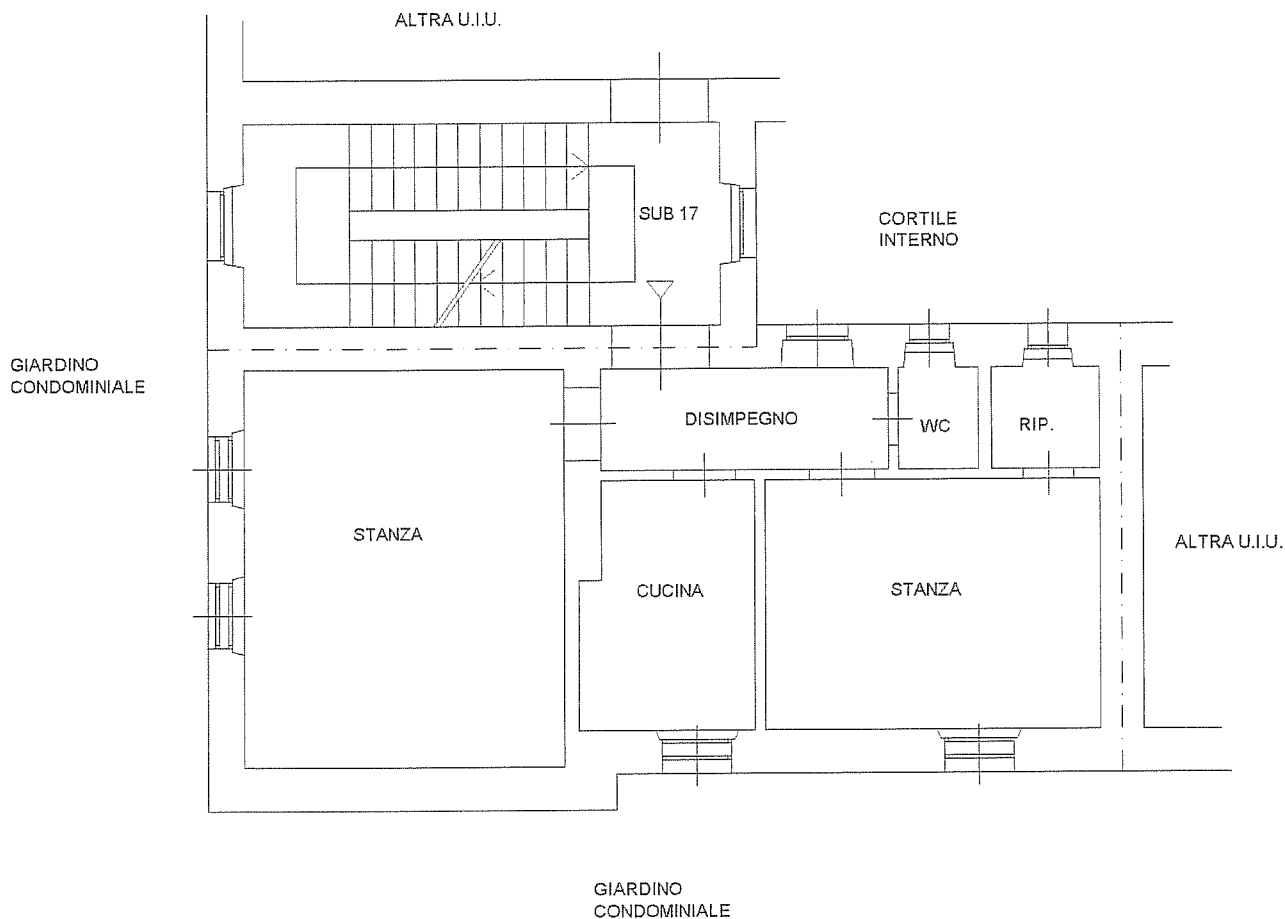 ALTRA U.I.U.
SUB 17
CORTILE
INTERNO
GIARDINO
CONDOMINIALE
DISIMPEGNO
WC
RIP.
STANZA
ALTRA U.I.U.
CUCINA
STANZA
GIARDINO
CONDOMINIALE